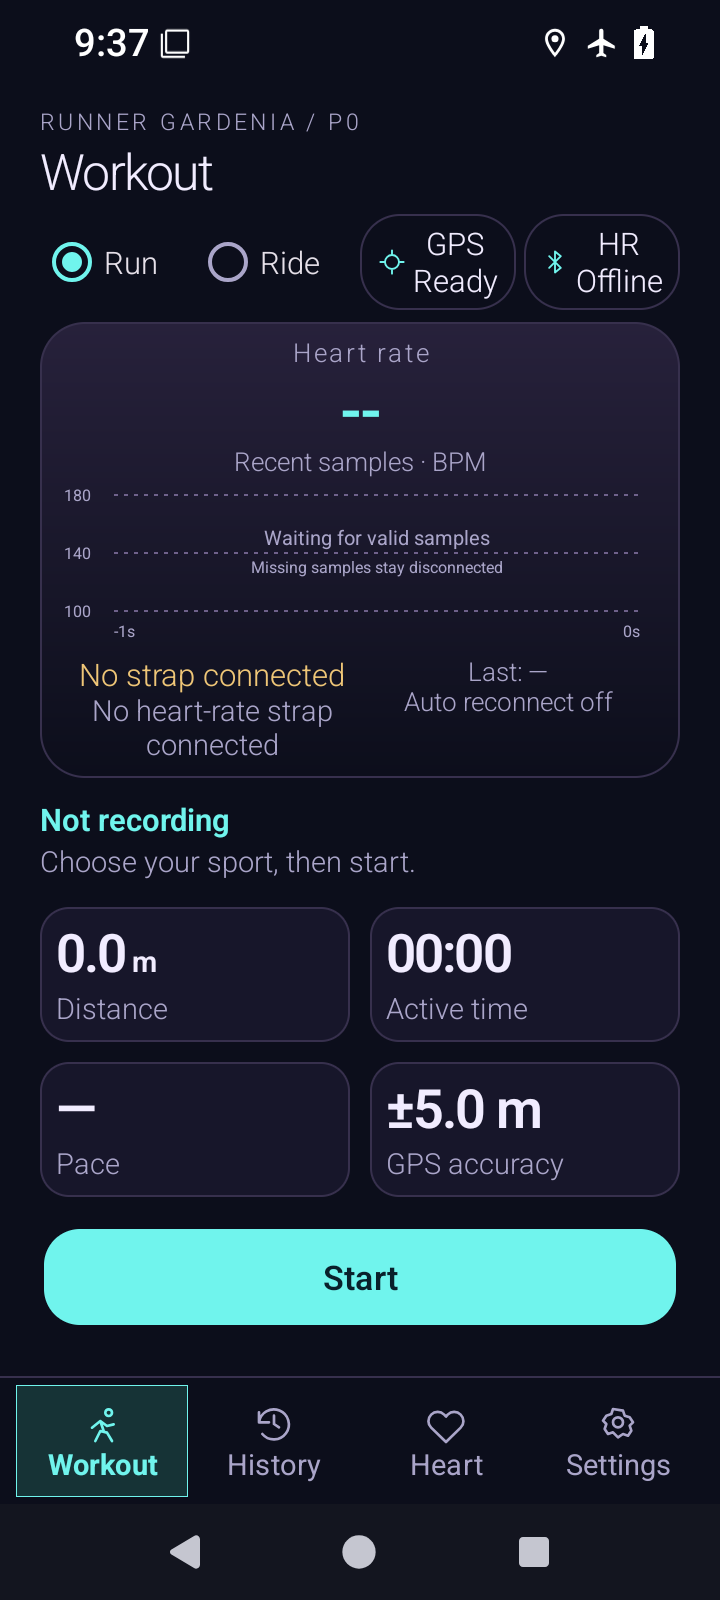 9:37
RUNNER GARDENIA / P0
Workout
Run
Ride
GPS
Ready
HR
Offline
Heart rate
--
Recent samples · BPM
180
Waiting for valid samples
140
Missing samples stay disconnected
100
-1s
0s
No strap connected
No heart-rate strap
connected
Last: —
Auto reconnect off
Not recording
Choose your sport, then start.
0.0 m
Distance
00:00
Active time
—
Pace
±5.0 m
GPS accuracy
Start
Workout
History
Heart
Settings